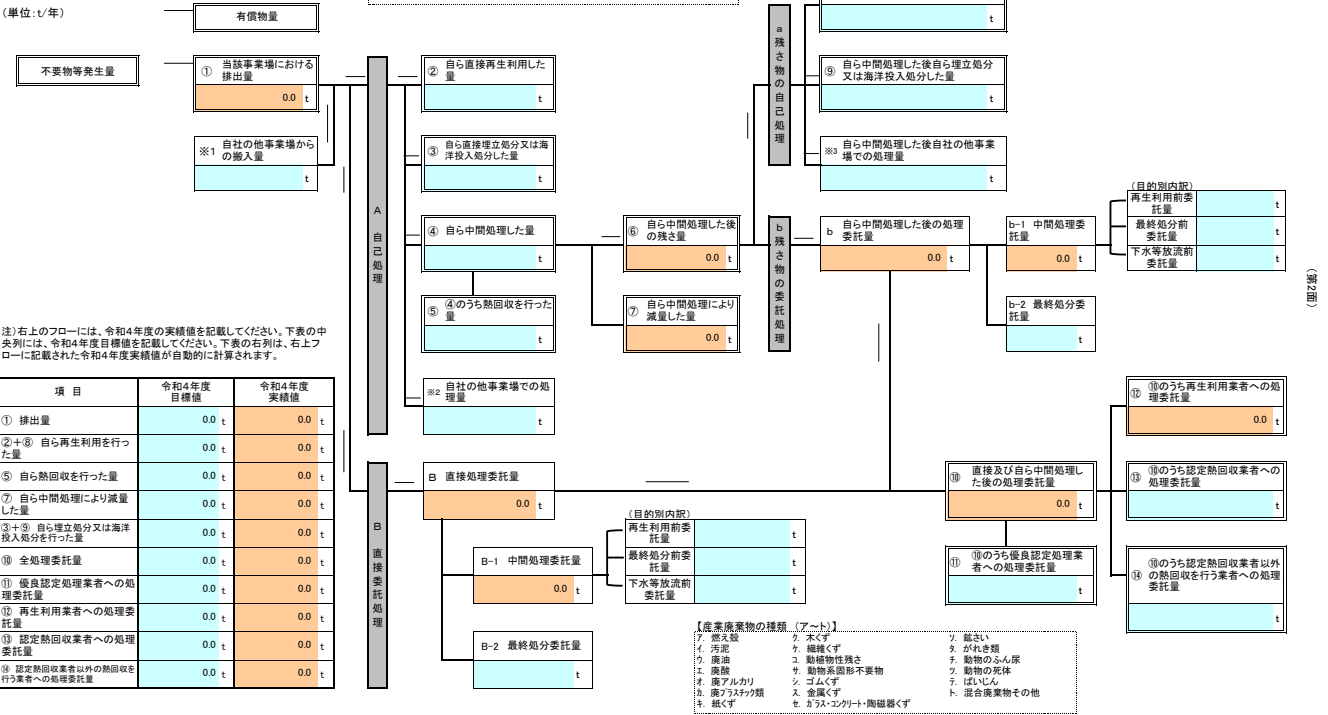 (単位:t/年)
有償物量
t
不要物等発生量
① 当該事業場における
排出量
0.0 t
※1 自社の他事業場から
の搬入量
t
A 自己処理
② 自ら直接再生利用した
量
t
③ 自ら直接埋立処分又は海
洋投入処分した量
t
④ 自ら中間処理した量
t
⑤ ④のうち熱回収を行った
量
t
※2 自社の他事業場での処
理量
t
⑥ 自ら中間処理した後
の残さ量
0.0 t
⑦ 自ら中間処理により
減量した量
0.0 t
a 残さ物の自己処理
⑨ 自ら中間処理した後自ら埋立処分
又は海洋投入処分した量
t
※3 自ら中間処理した後自社の他事業
場での処理量
t
b 残さ物の委託処理
b 自ら中間処理した後の処理
委託量
0.0 t
b-1 中間処理委
託量
0.0 t
b-2 最終処分委
託量
t
(目的別内訳)
再生利用前委
託量
t
最終処分前
委託量
t
下水等放流前
委託量
t
(第2面)
注)右上のフローには、令和4年度の実績値を記載してください。下表の中
央列には、令和4年度目標値を記載してください。下表の右列は、右上フ
ローに記載された令和4年度実績値が自動的に計算されます。
項 目 令和4年度
目標値 令和4年度
実績値
① 排出量 0.0 t 0.0 t
②+⑧ 自ら再生利用を行っ
た量 0.0 t 0.0 t
⑤ 自ら熱回収を行った量 0.0 t 0.0 t
⑦ 自ら中間処理により減量
した量 0.0 t 0.0 t
③+⑨ 自ら埋立処分又は海洋
投入処分を行った量 0.0 t 0.0 t
⑩ 全処理委託量 0.0 t 0.0 t
⑪ 優良認定処理業者への処
理委託量 0.0 t 0.0 t
⑫ 再生利用業者への処理委
託量 0.0 t 0.0 t
⑬ 認定熱回収業者への処理
委託量 0.0 t 0.0 t
⑭ 認定熱回収業者以外の熱回収を
行う業者への処理委託量 0.0 t 0.0 t
B 直接委託処理
B 直接処理委託量
0.0 t
B-1 中間処理委託量
0.0 t
B-2 最終処分委託量
t
(目的別内訳)
再生利用前委
託量
t
最終処分前委
託量
t
下水等放流前
委託量
t
⑩ 直接及び自ら中間処理し
た後の処理委託量
0.0 t
⑪ ⑩のうち優良認定処理業
者への処理委託量
t
⑫ ⑩のうち再生利用業者への処
理委託量
0.0 t
⑬ ⑩のうち認定熱回収業者への
処理委託量
t
⑭ ⑩のうち認定熱回収業者以外
の熱回収を行う業者への処理
委託量
t
【産業廃棄物の種類 (ア～ト)】
ア. 燃え殻 ク. 木くず ソ. 鉱さい
イ. 汚泥 ケ. 繊維くず タ. がれき類
ウ. 廃油 コ. 動植物性残さ チ. 動物のふん尿
エ. 廃酸 サ. 動物系固形不要物 ツ. 動物の死体
オ. 廃アルカリ シ. ゴムくず テ. ばいじん
カ. 廃プラスチック類 ス. 金属くず ト. 混合廃棄物その他
キ. 紙くず セ. ガラス・コンクリート・陶磁器くず